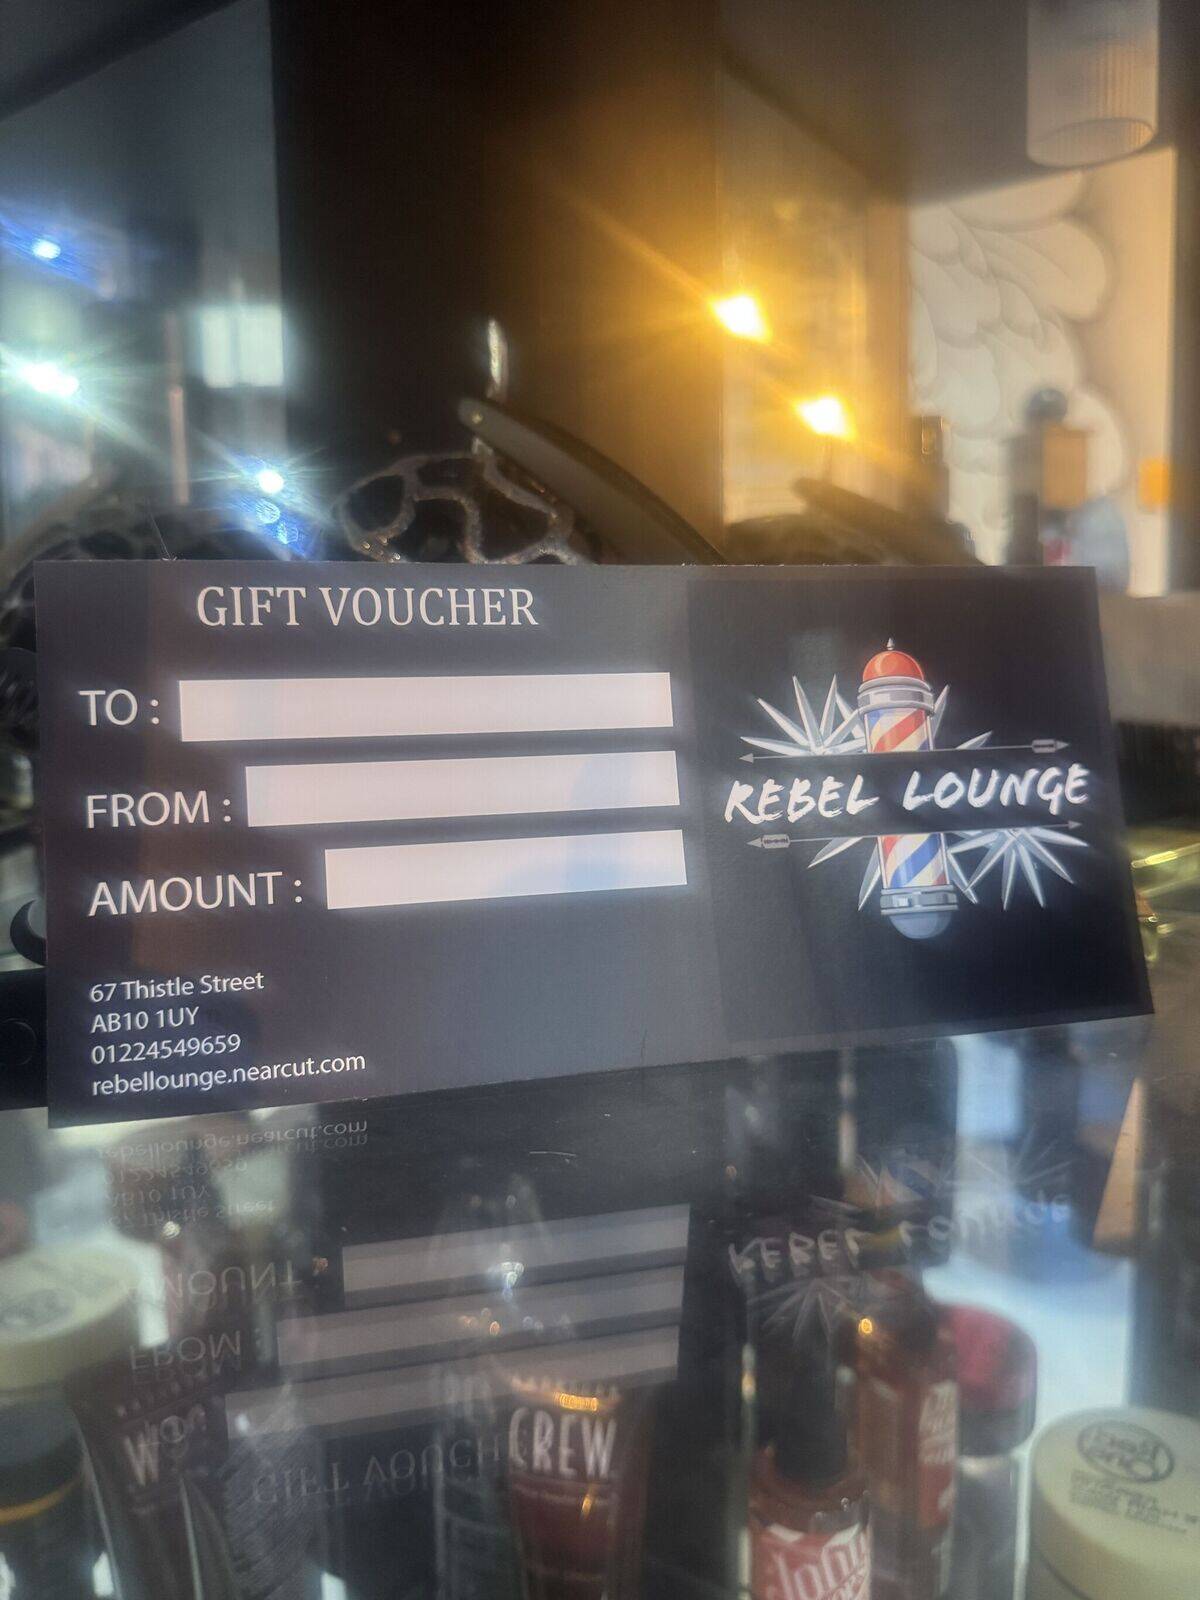 GIFT VOUCHER
TO :
FROM :
AMOUNT :
67 Thistle Street
AB10 1UY
01224549659
rebellounge.nearcut.com
REBEL LOUNGE
CREW